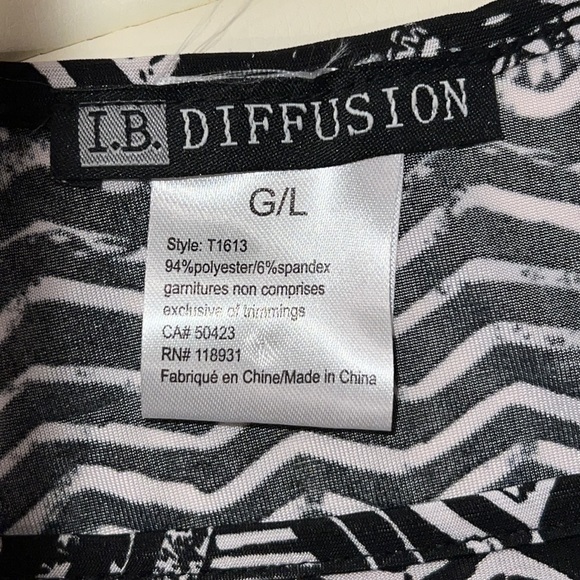 I.B. DIFFUSION
G/L
Style: T1613
94%polyester/6%spandex
garnitures non comprises
exclusive of trimmings
CA# 50423
RN# 118931
Fabriqué en Chine/Made in China